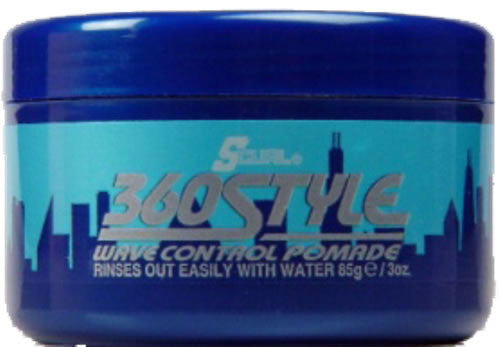 SCURL®
360STYLE
WAVE CONTROL POMADE
RINSES OUT EASILY WITH WATER 85g℮/3oz.